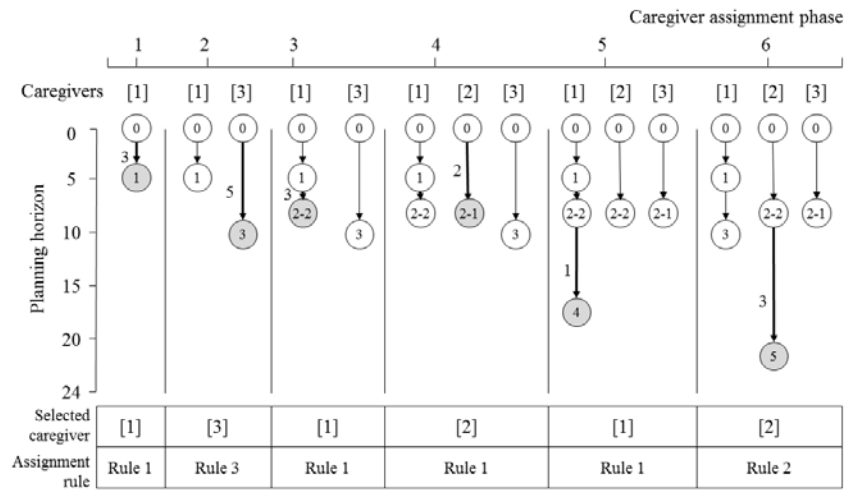 Caregiver assignment phase
1 2 3 4 5 6
Caregivers [1] [1] [3] [1] [3] [1] [2] [3] [1] [2] [3] [1] [2] [3]
0 0 0 0 0 0 0 0 0 0 0 0 0 0 0
3 2
5 1 1 1 1 1 1
5 3
2-2 2-2 2-1 2-2 2-2 2-1 2-2 2-1
10 3 3 3 3
Planning horizon
15 1 3
4
20
5
24
Selected
caregiver [1] [3] [1] [2] [1] [2]
Assignment
rule Rule 1 Rule 3 Rule 1 Rule 1 Rule 1 Rule 2